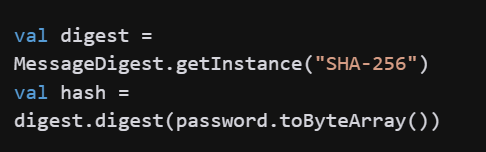 val digest =
MessageDigest.getInstance("SHA-256")
val hash =
digest.digest(password.toByteArray())